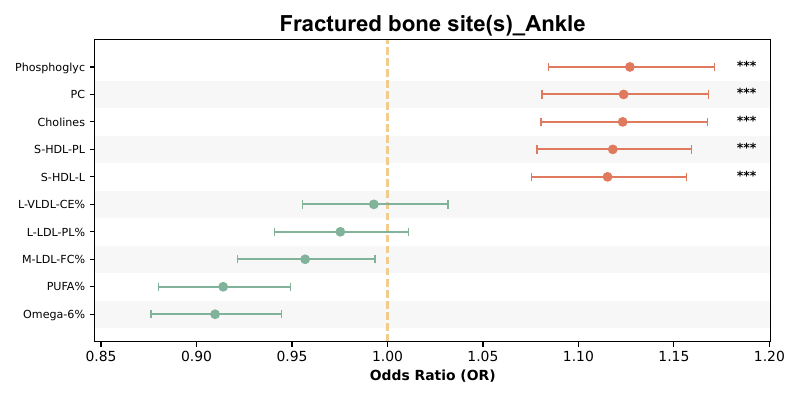 Fractured bone site(s)_Ankle
Phosphoglyc ***
PC ***
Cholines ***
S-HDL-PL ***
S-HDL-L ***
L-VLDL-CE%
L-LDL-PL%
M-LDL-FC%
PUFA%
Omega-6%
0.85 0.90 0.95 1.00 1.05 1.10 1.15 1.20
Odds Ratio (OR)